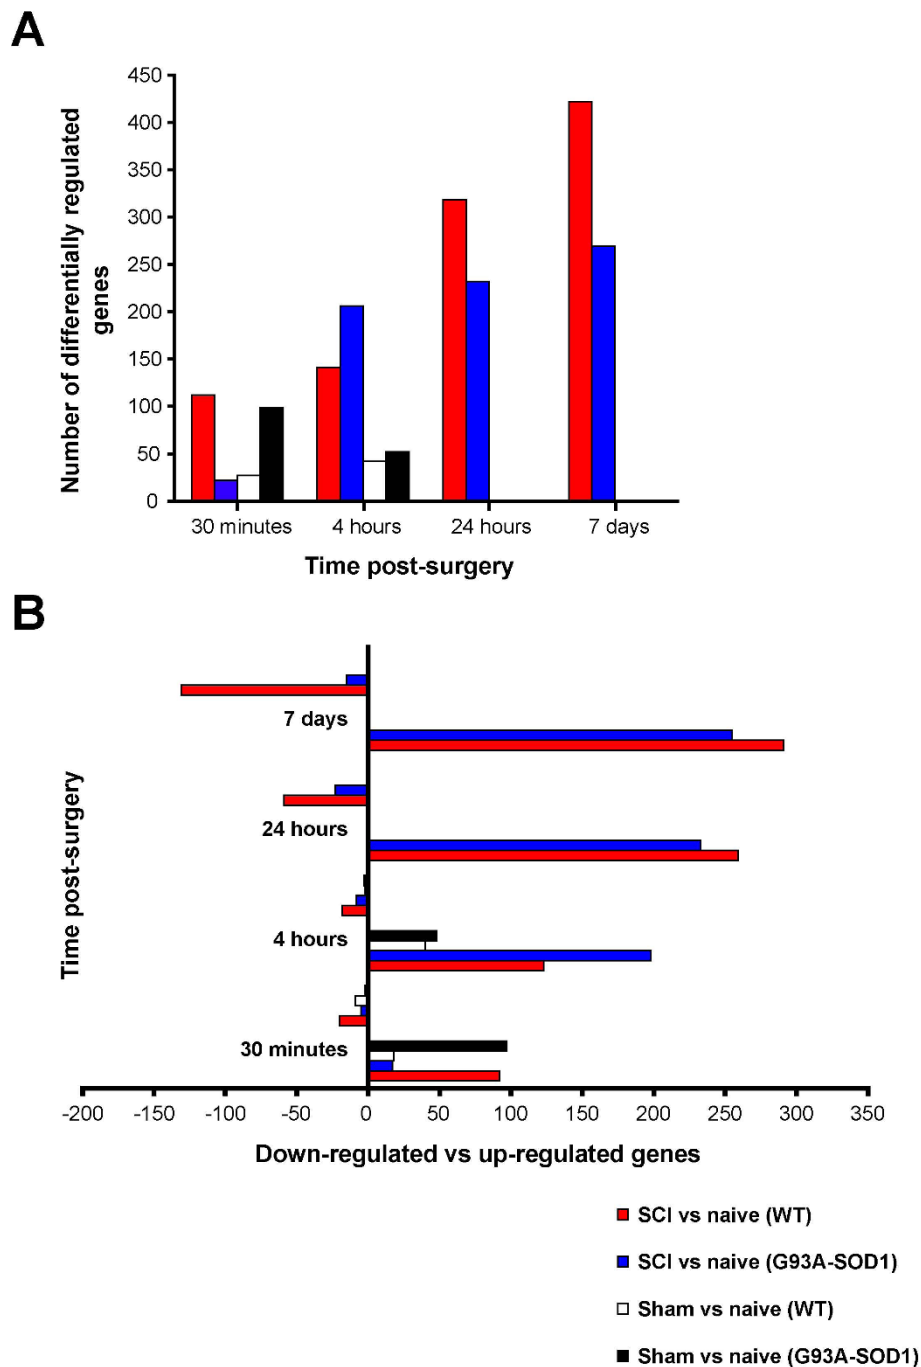 A
450
400
350
300
250
200
150
100
50
0
Number of differentially regulated
genes
30 minutes 4 hours 24 hours 7 days
Time post-surgery
B
7 days
24 hours
4 hours
30 minutes
Time post-surgery
-200 -150 -100 -50 0 50 100 150 200 250 300 350
Down-regulated vs up-regulated genes
SCI vs naive (WT)
SCI vs naive (G93A-SOD1)
Sham vs naive (WT)
Sham vs naive (G93A-SOD1)